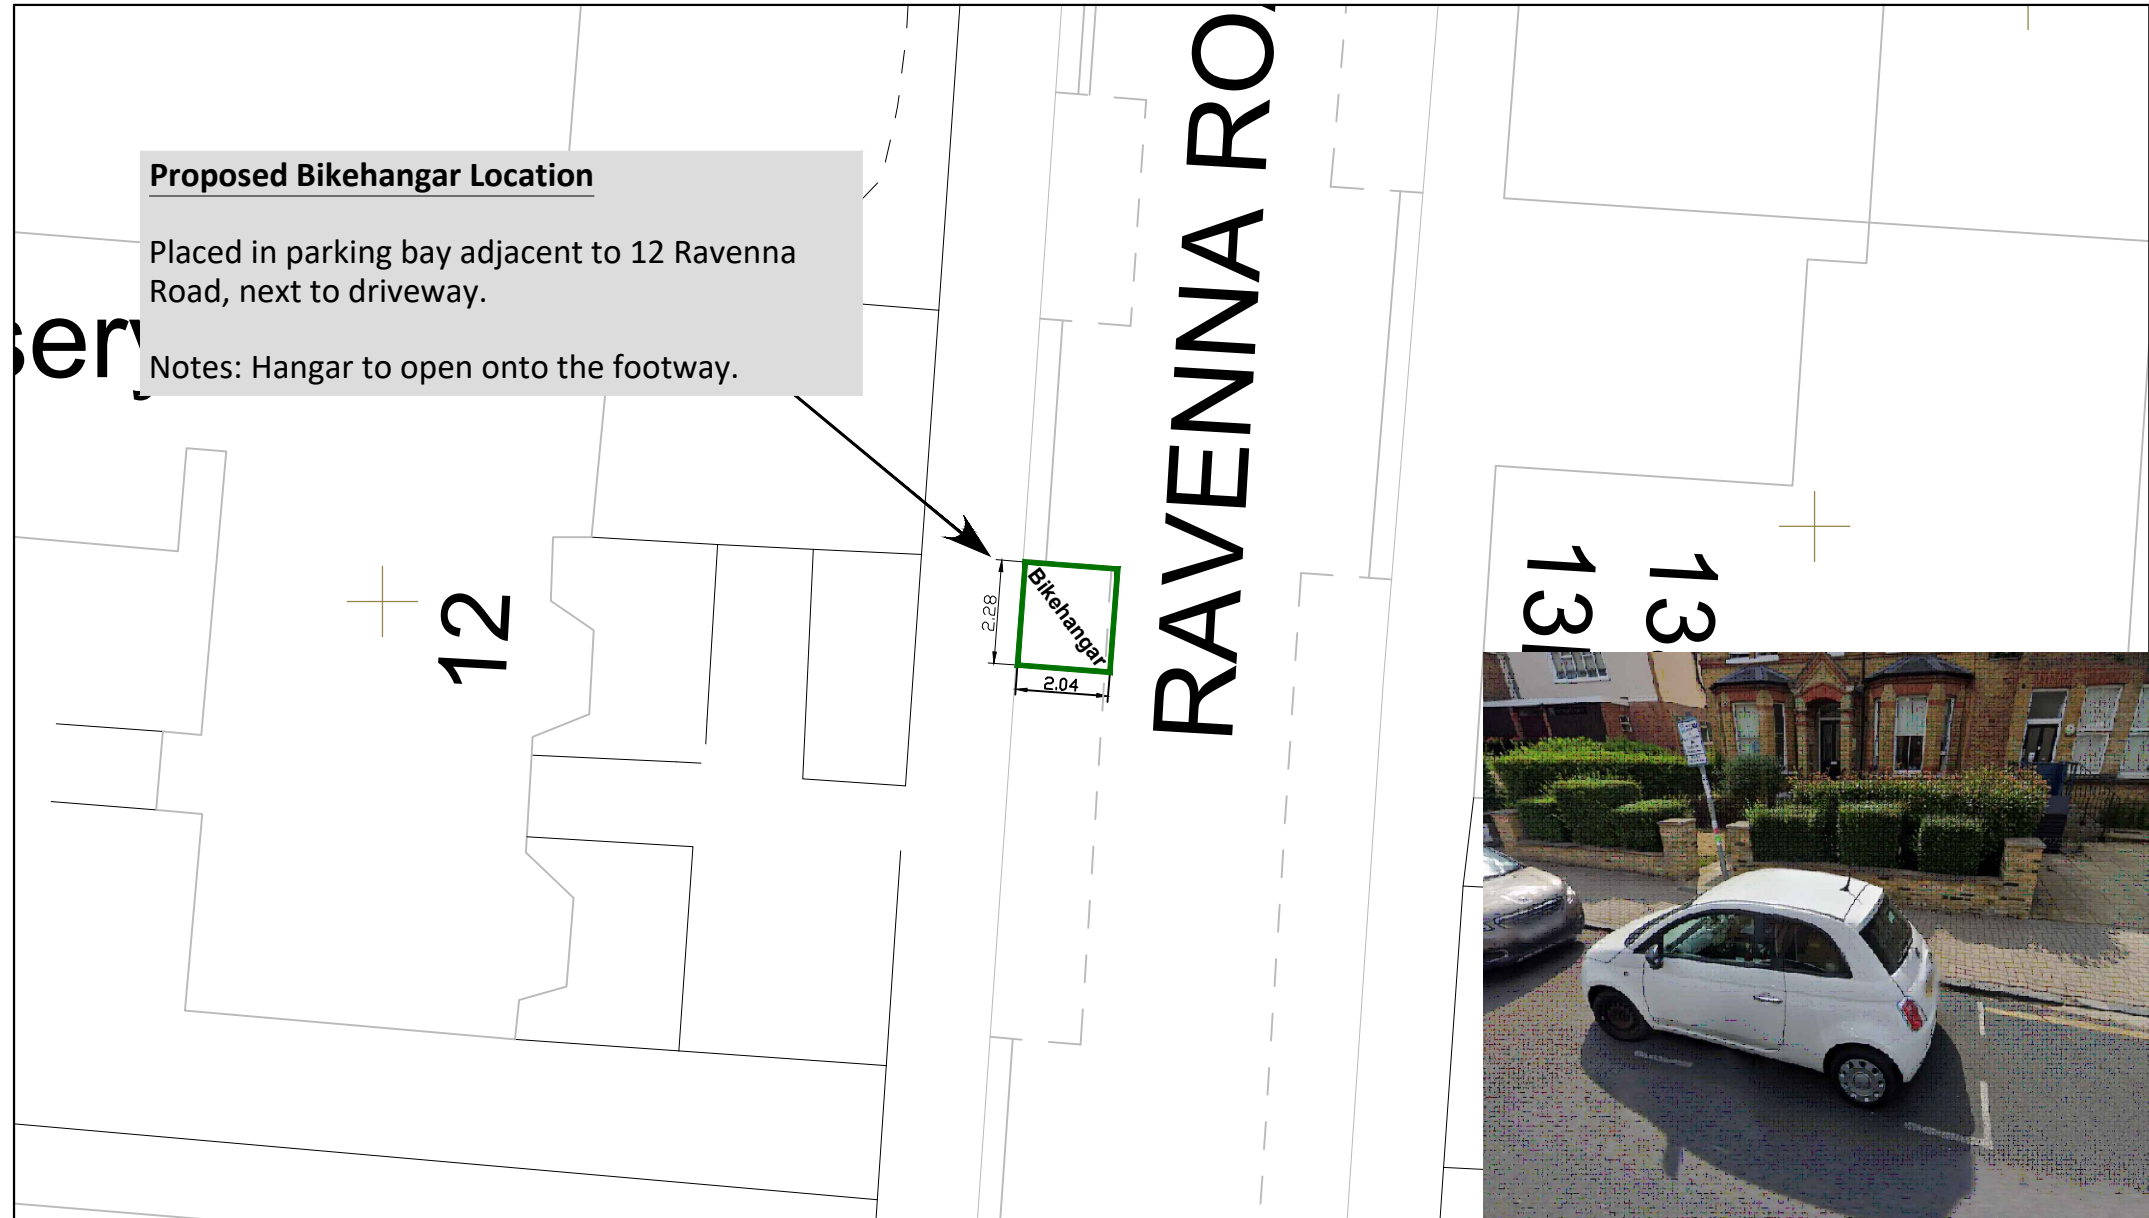 Proposed Bikehangar Location
Placed in parking bay adjacent to 12 Ravenna
Road, next to driveway.
Notes: Hangar to open onto the footway.
sery
RAVENNA RO
12
Bikehangar
2.28
2.04
13
13